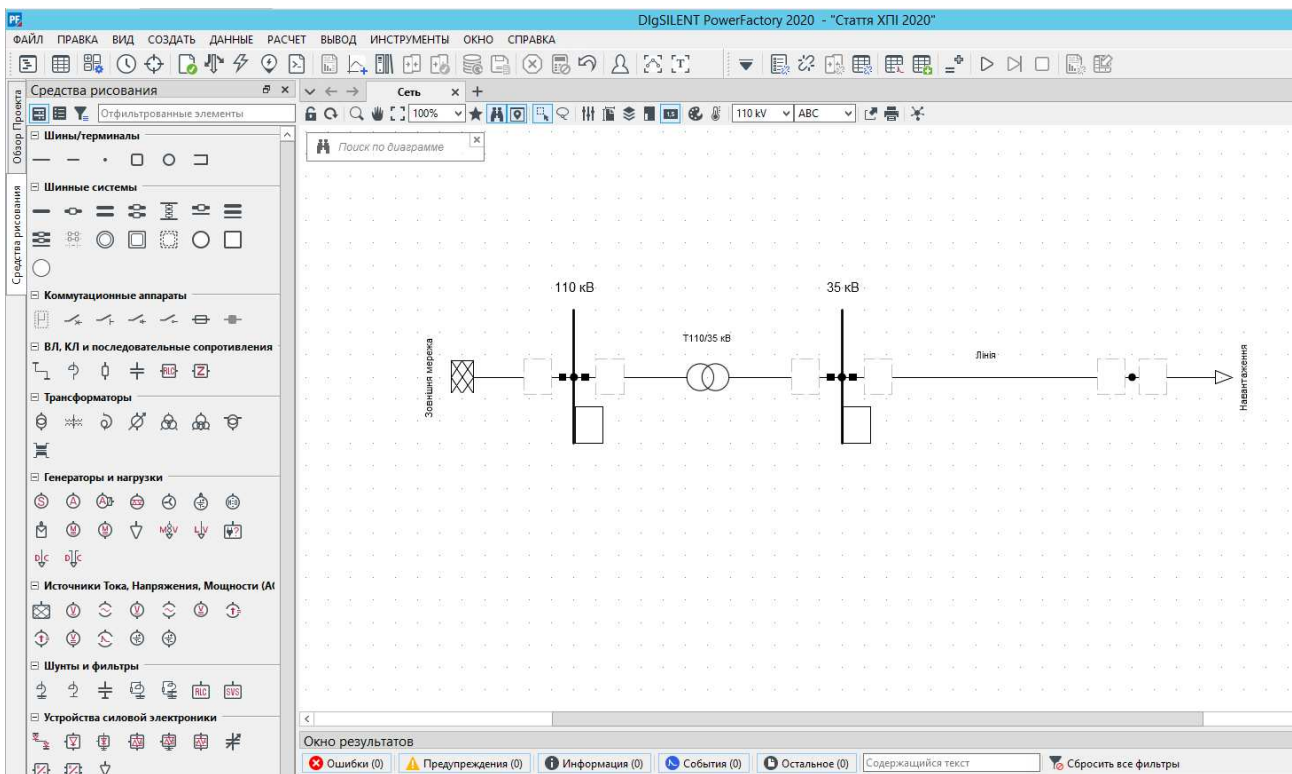 PF
DIgSILENT PowerFactory 2020 - "Стаття ХПІ 2020"
ФАЙЛ ПРАВКА ВИД СОЗДАТЬ ДАННЫЕ РАСЧЕТ ВЫВОД ИНСТРУМЕНТЫ ОКНО СПРАВКА
Обзор Проекта
Средства рисования
Средства рисования
Отфильтрованные элементы
Шины/терминалы
Шинные системы
Коммутационные аппараты
ВЛ, КЛ и последовательные сопротивления
RLC
Z
Трансформаторы
Генераторы и нагрузки
Источники Тока, Напряжения, Мощности (А
Шунты и фильтры
RLC
SVS
Устройства силовой электроники
Сеть
100%
110 kV
ABC
Поиск по диаграмме
110 кВ
35 кВ
Зовнішня мережа
Т110/35 кВ
Лінія
Навантаження
Окно результатов
Ошибки (0) Предупреждения (0) Информация (0) События (0) Остальное (0) Содержащийся текст Сбросить все фильтры